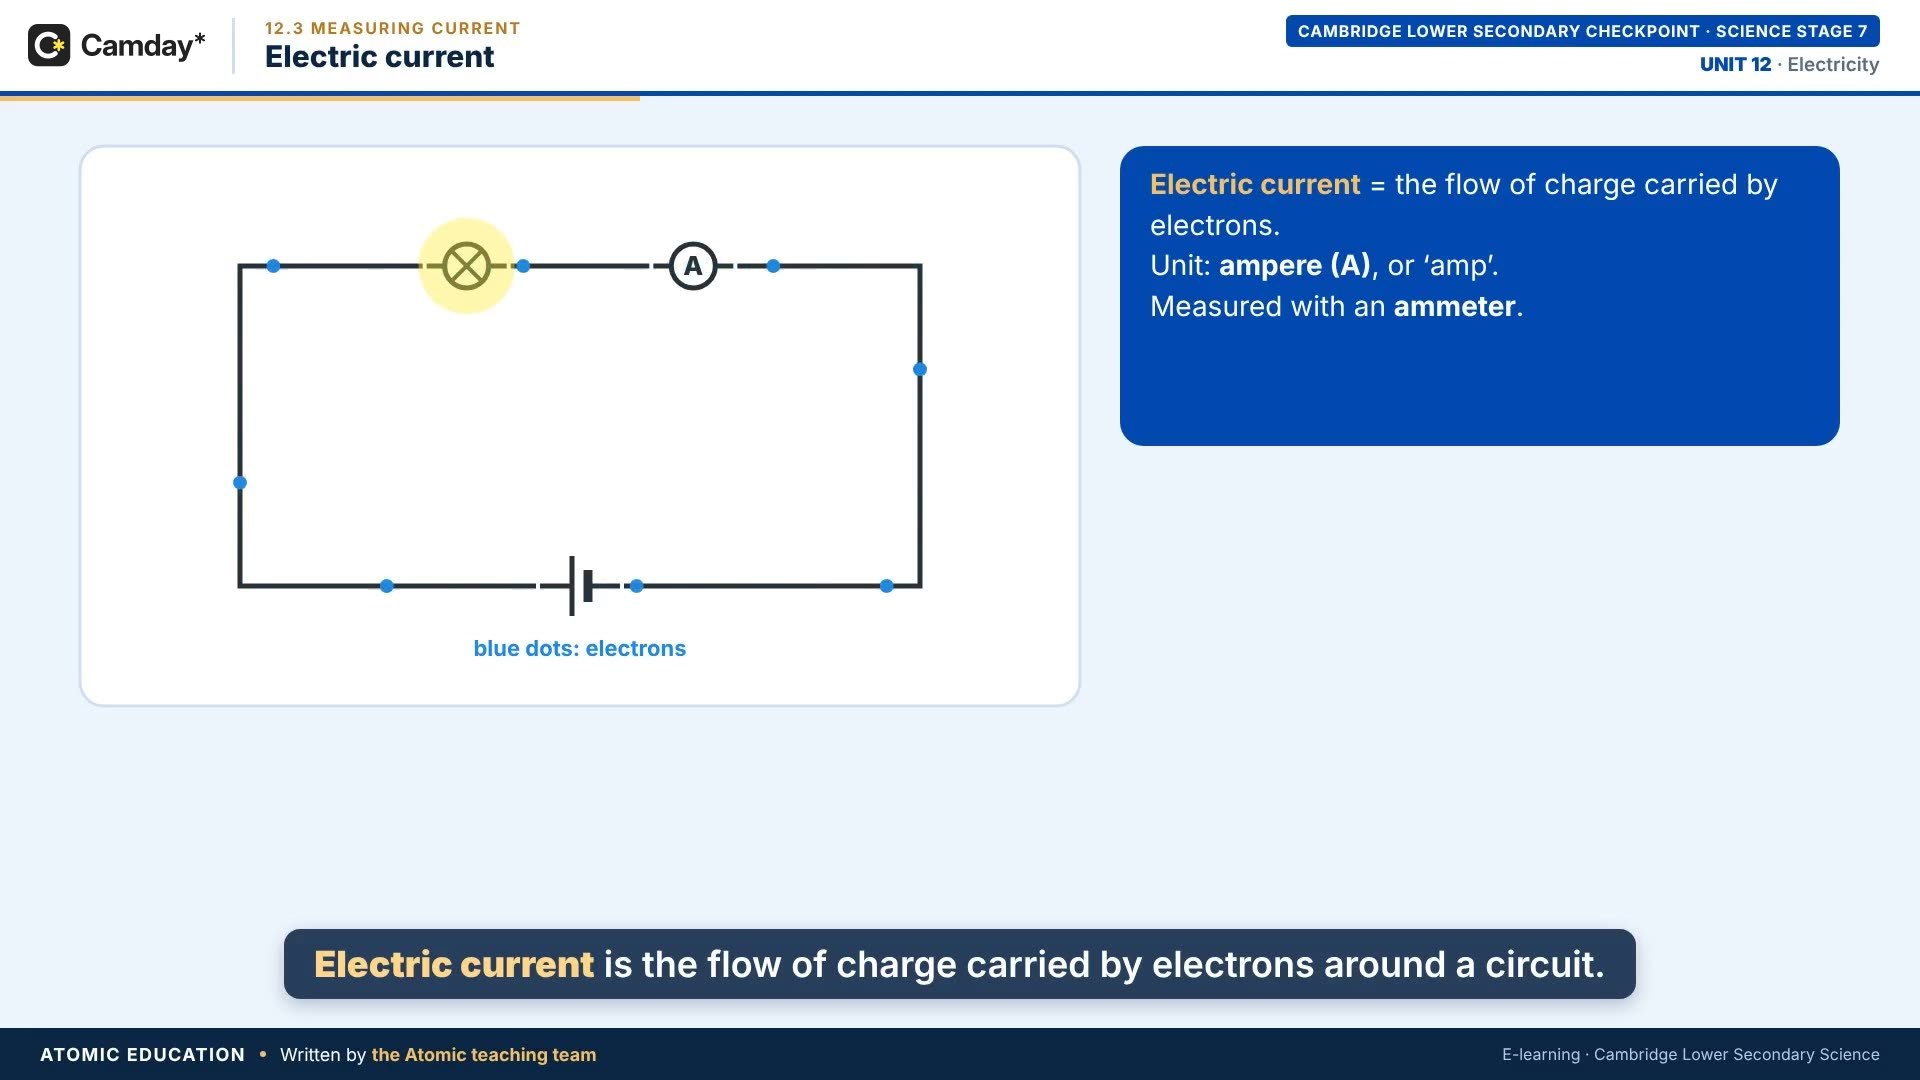 Camday*
12.3 MEASURING CURRENT
Electric current
CAMBRIDGE LOWER SECONDARY CHECKPOINT · SCIENCE STAGE 7
UNIT 12 · Electricity
A
blue dots: electrons
Electric current = the flow of charge carried by
electrons.
Unit: ampere (A), or ‘amp’.
Measured with an ammeter.
Electric current is the flow of charge carried by electrons around a circuit.
ATOMIC EDUCATION • Written by the Atomic teaching team
E-learning · Cambridge Lower Secondary Science